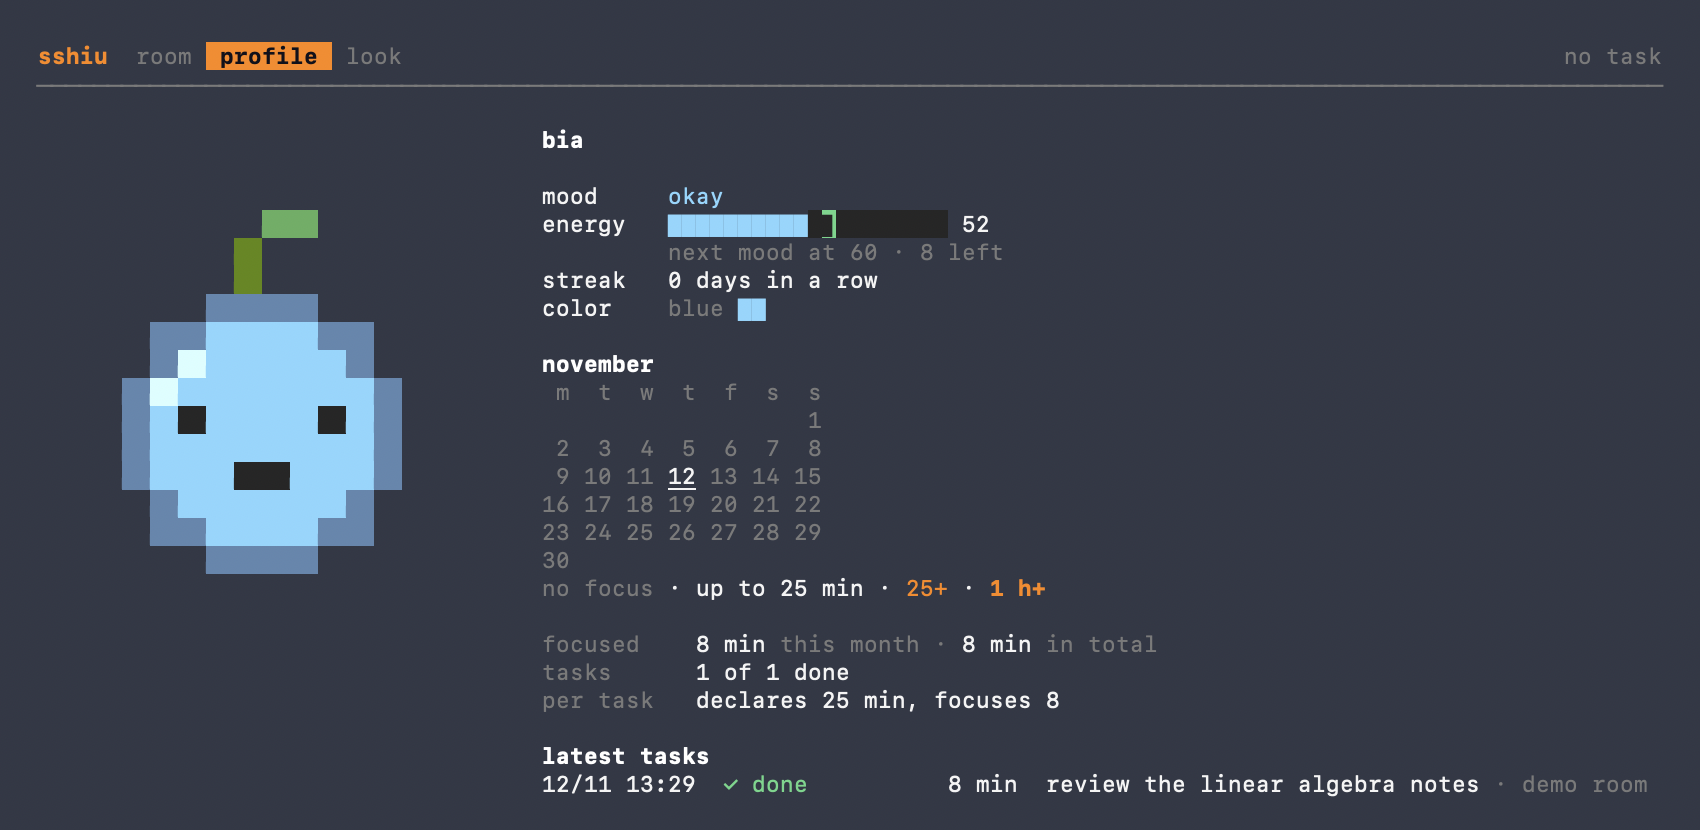 sshiu room profile look no task
bia
mood okay
energy 52
next mood at 60 · 8 left
streak 0 days in a row
color blue
november
m t w t f s s
1
2 3 4 5 6 7 8
9 10 11 12 13 14 15
16 17 18 19 20 21 22
23 24 25 26 27 28 29
30
no focus · up to 25 min · 25+ · 1 h+
focused 8 min this month · 8 min in total
tasks 1 of 1 done
per task declares 25 min, focuses 8
latest tasks
12/11 13:29 ✓ done 8 min review the linear algebra notes · demo room